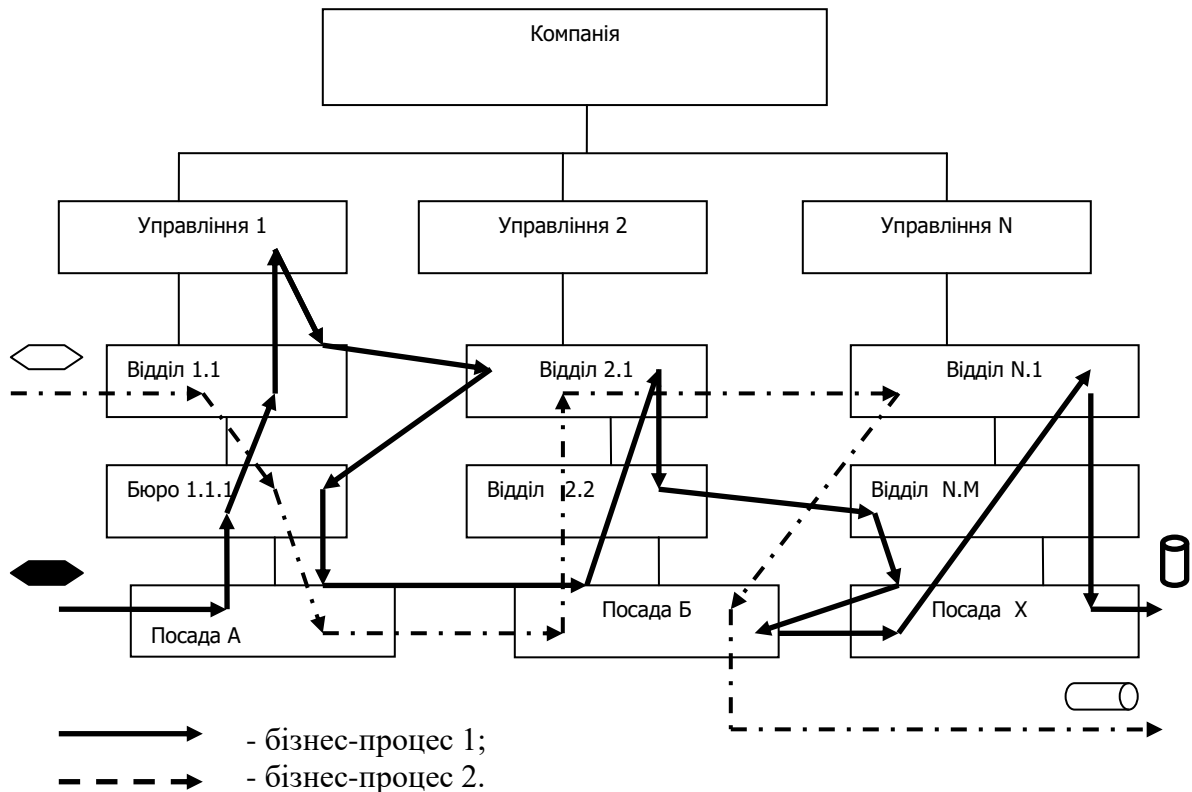 Компанія
Управління 1
Управління 2
Управління N
Відділ 1.1
Відділ 2.1
Відділ N.1
Бюро 1.1.1
Відділ 2.2
Відділ N.M
Посада А
Посада Б
Посада Х
- бізнес-процес 1;
- бізнес-процес 2.